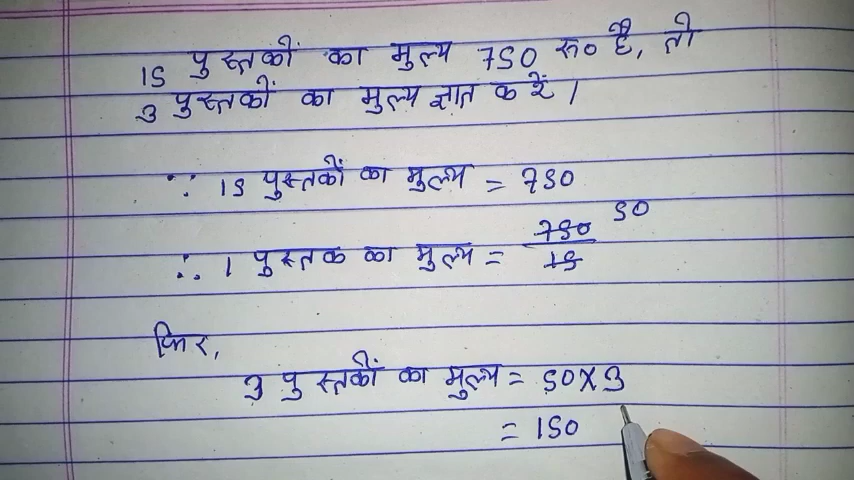 15 पुस्तकों का मुल्य 750 रु० है, तो
3 पुस्तकों का मुल्य ज्ञात करें।
∵ 15 पुस्तकों का मुल्य = 750
∴ 1 पुस्तक का मुल्य = 750/15 50
फिर,
3 पुस्तकों का मुल्य = 50×3
= 150